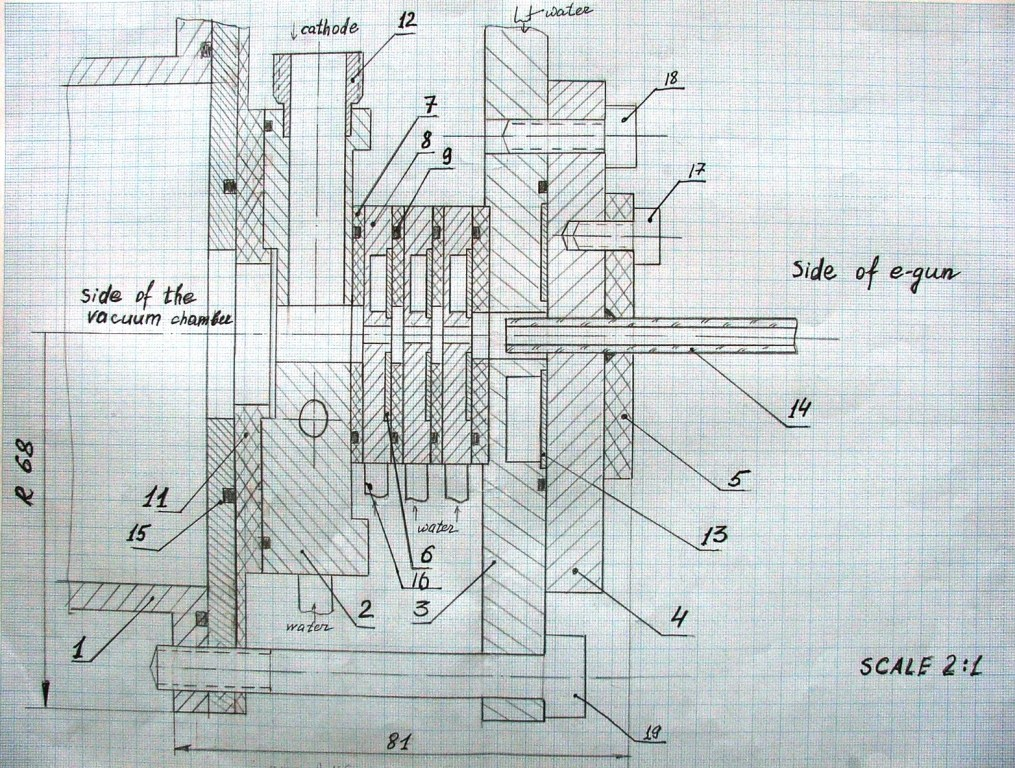 water
cathode
12
18
7
8
9
17
side of the
vacuum chamber
Side of e-gun
14
R 68
5
11
15
water
13
6
16
2
3
water
4
1
SCALE 2:1
19
81